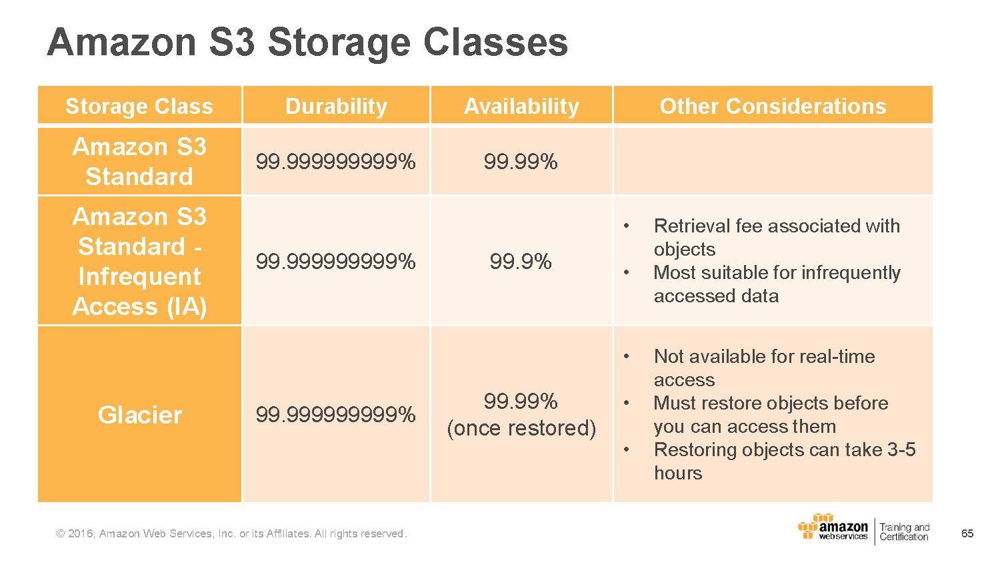 Amazon S3 Storage Classes
Storage Class Durability Availability Other Considerations
Amazon S3
Standard
99.999999999% 99.99%
Amazon S3
Standard -
Infrequent
Access (IA)
99.999999999% 99.9%
• Retrieval fee associated with
objects
• Most suitable for infrequently
accessed data
Glacier
99.999999999%
99.99%
(once restored)
• Not available for real-time
access
• Must restore objects before
you can access them
• Restoring objects can take 3-5
hours
© 2016, Amazon Web Services, Inc. or its Affiliates. All rights reserved.
amazon
web services
Training and
Certification
65